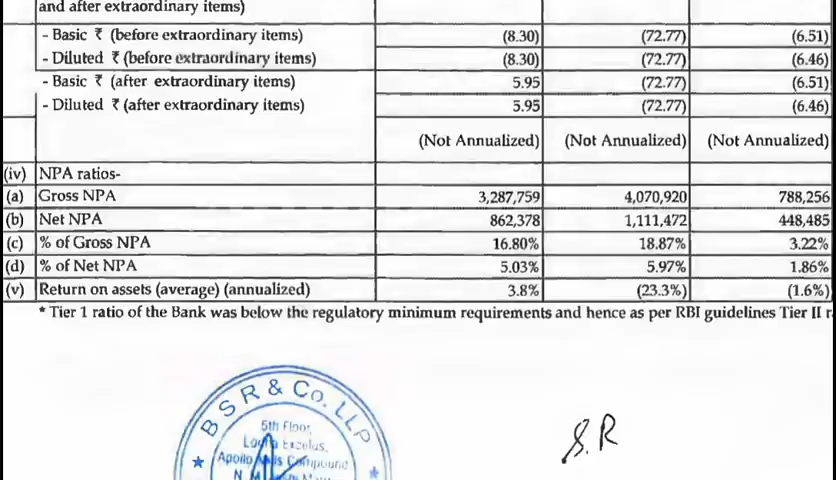 and after extraordinary items)
- Basic ₹ (before extraordinary items) (8.30) (72.77) (6.51)
- Diluted ₹ (before extraordinary items) (8.30) (72.77) (6.46)
- Basic ₹ (after extraordinary items) 5.95 (72.77) (6.51)
- Diluted ₹ (after extraordinary items) 5.95 (72.77) (6.46)
(Not Annualized) (Not Annualized) (Not Annualized)
(iv) NPA ratios-
(a) Gross NPA 3,287,759 4,070,920 788,256
(b) Net NPA 862,378 1,111,472 448,485
(c) % of Gross NPA 16.80% 18.87% 3.22%
(d) % of Net NPA 5.03% 5.97% 1.86%
(v) Return on assets (average) (annualized) 3.8% (23.3%) (1.6%)
* Tier 1 ratio of the Bank was below the regulatory minimum requirements and hence as per RBI guidelines Tier II
B S R & Co. LLP
5th Floor,
Apollo Compound
S.R